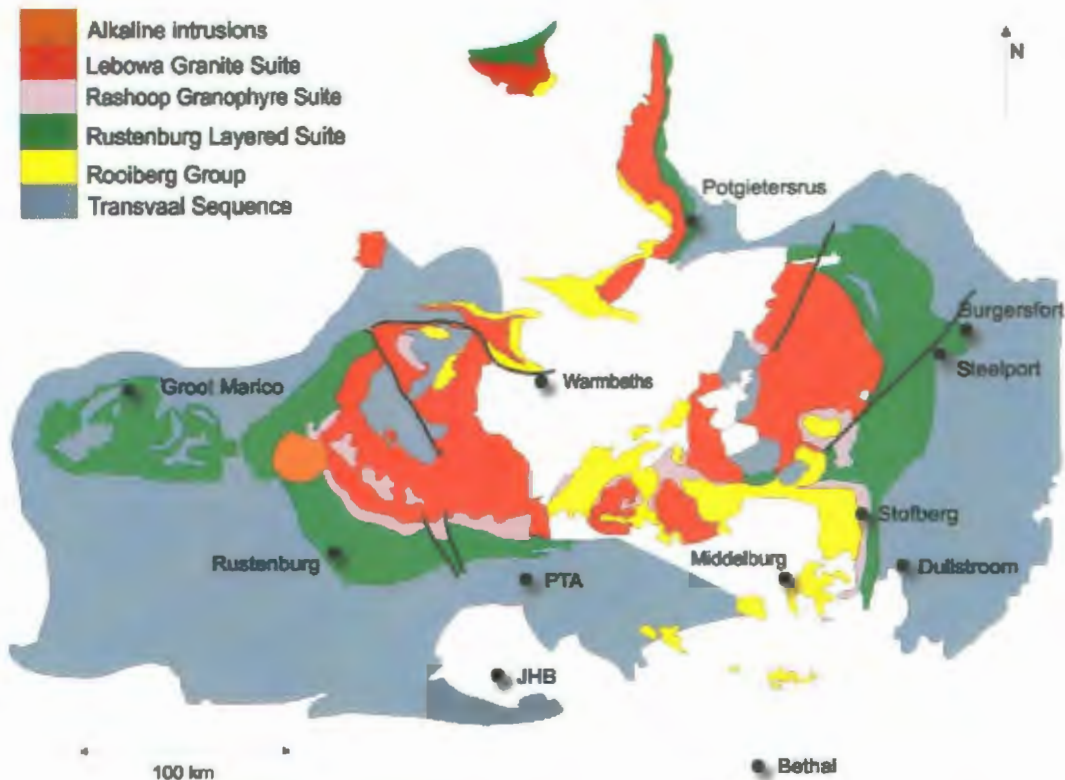 Alkaline intrusions
Lebowa Granite Suite
Rashoop Granophyre Suite
Rustenburg Layered Suite
Rooiberg Group
Transvaal Sequence
N
Potgietersrus
Burgersfort
Steelport
Groot Marico
Warmbaths
Stofberg
Rustenburg
PTA
Middelburg
Dullstroom
JHB
100 km
Bethal